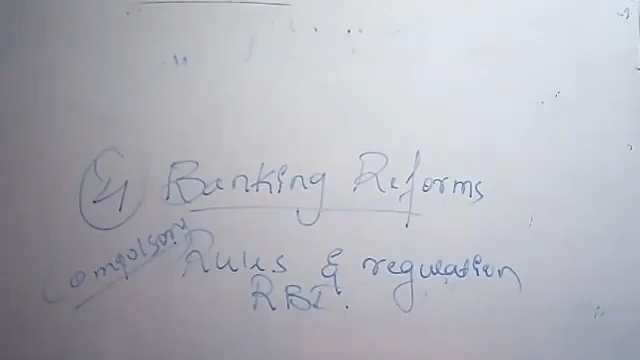 4 Banking Reforms
Compulsory
Rules & regulation
RBI.